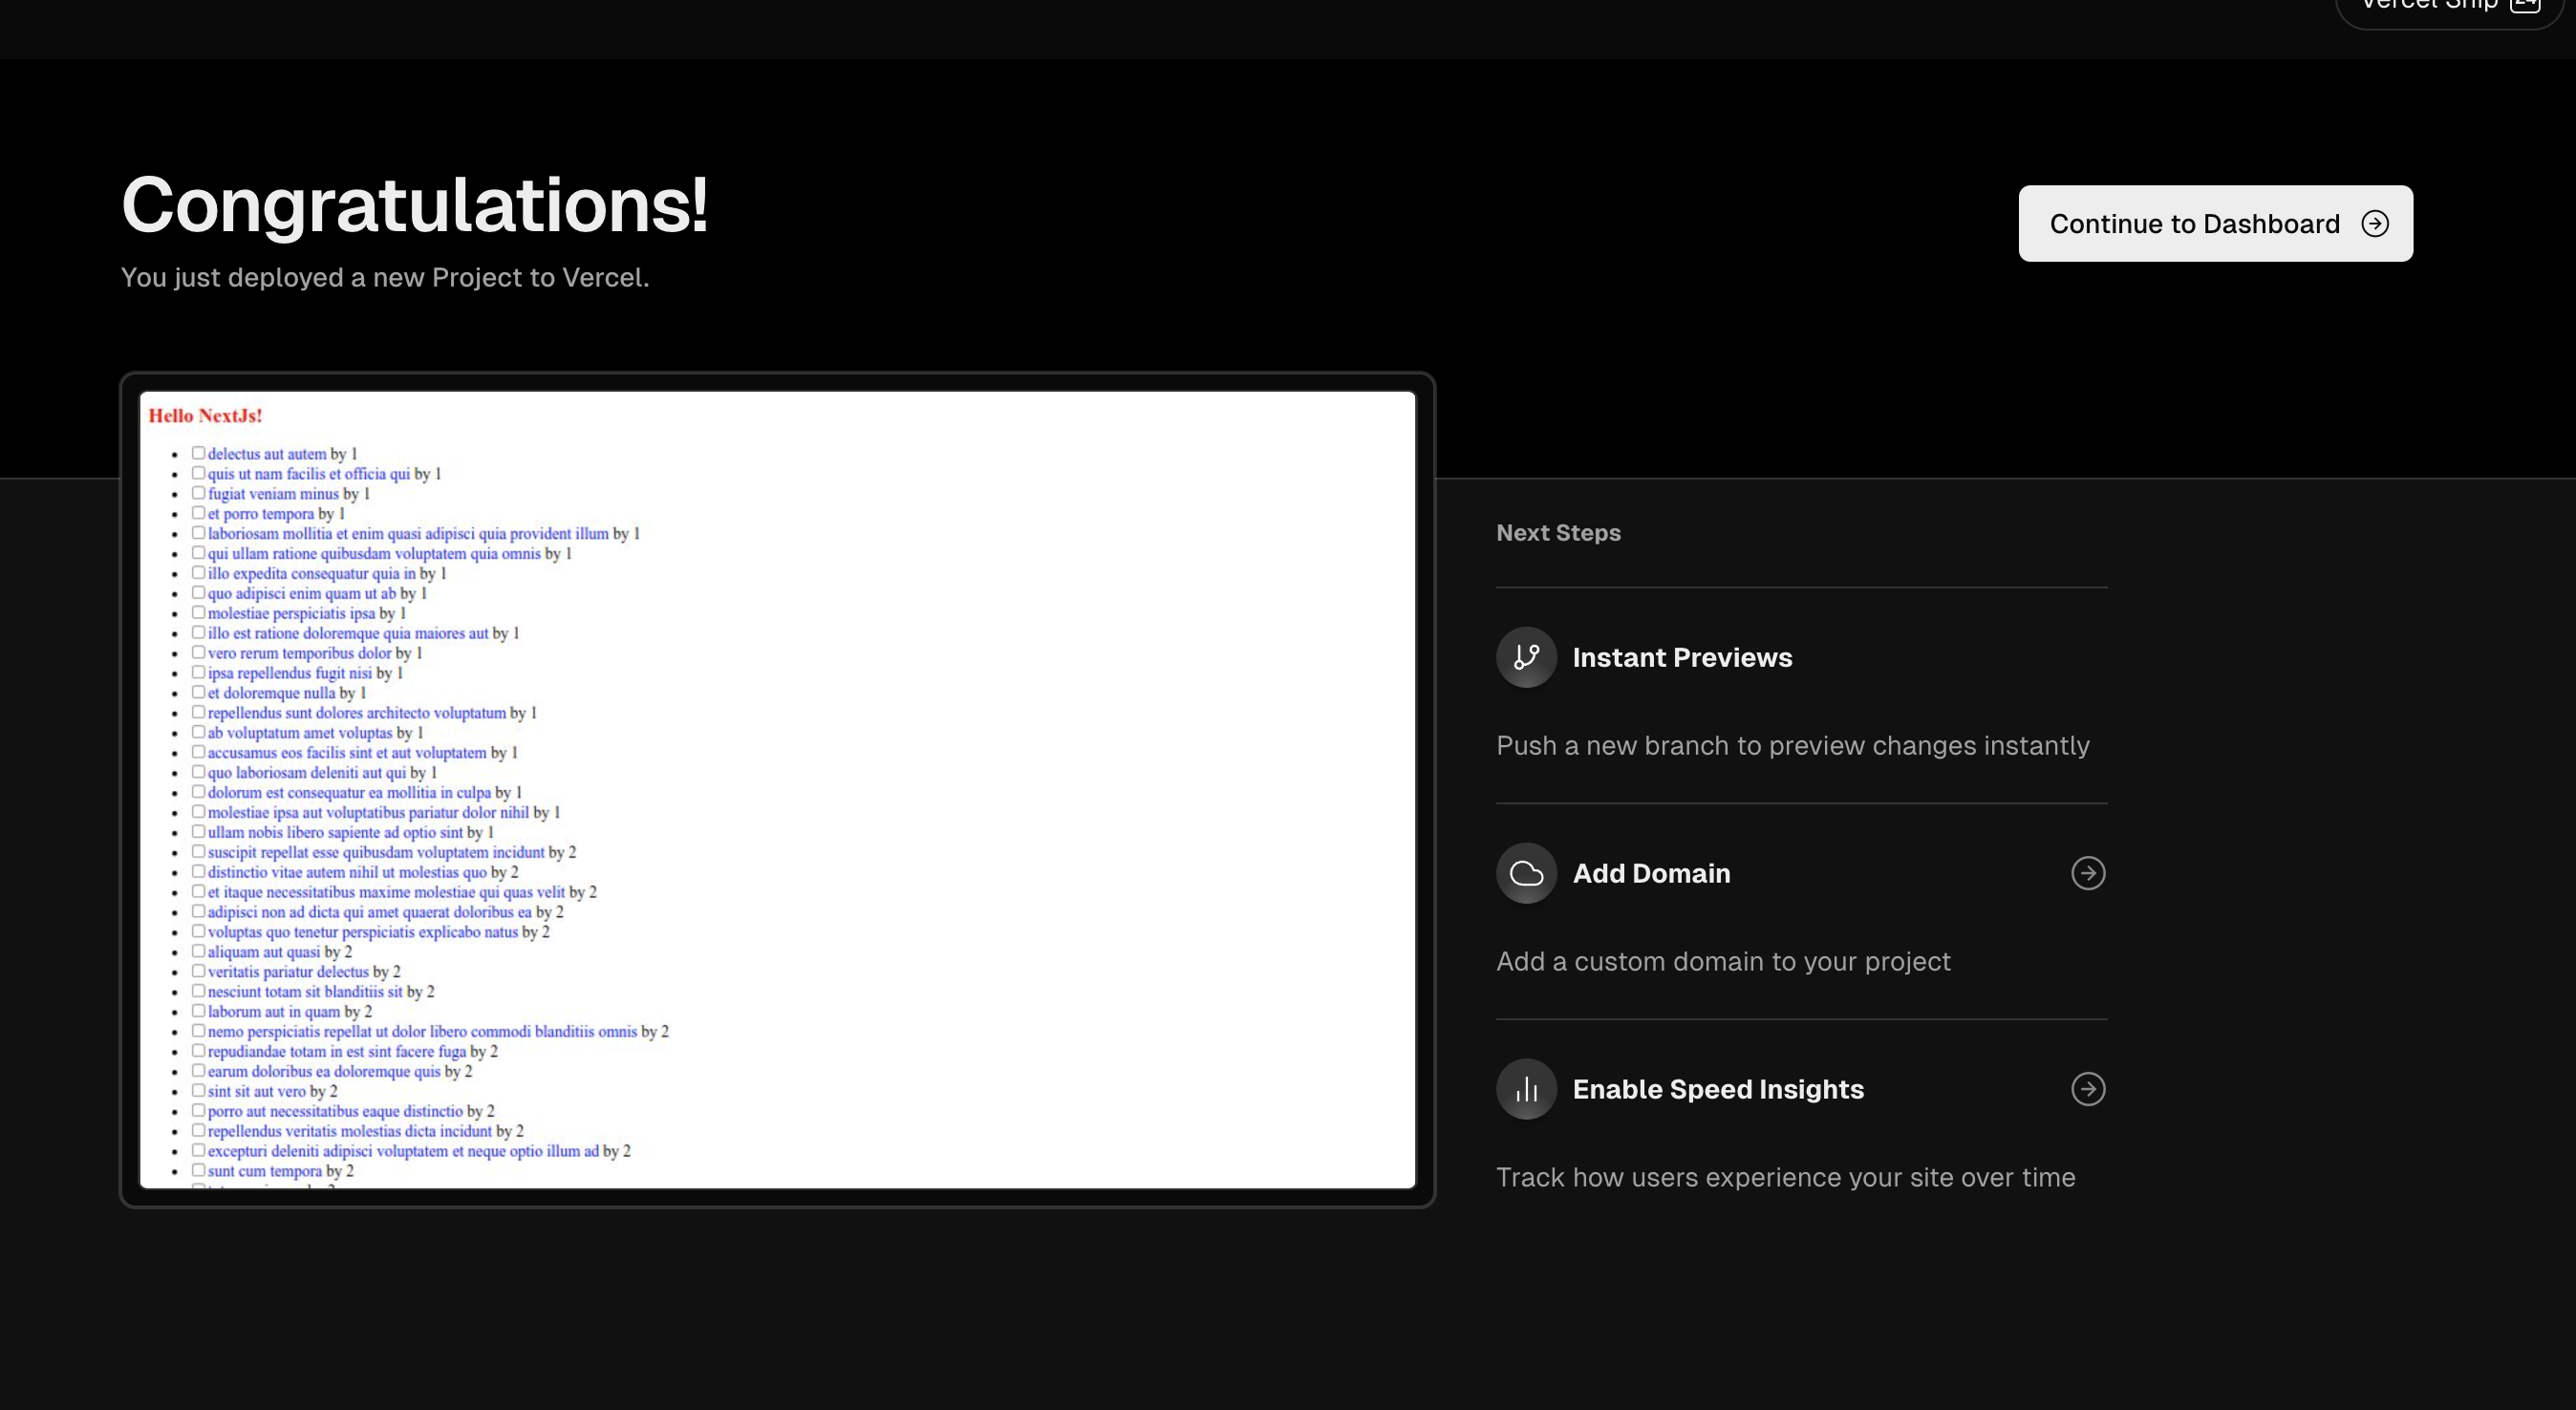 Vercel Ship 24
Congratulations!
You just deployed a new Project to Vercel.
Continue to Dashboard
Hello NextJs!
delectus aut autem by 1
quis ut nam facilis et officia qui by 1
fugiat veniam minus by 1
et porro tempora by 1
laboriosam mollitia et enim quasi adipisci quia provident illum by 1
qui ullam ratione quibusdam voluptatem quia omnis by 1
illo expedita consequatur quia in by 1
quo adipisci enim quam ut ab by 1
molestiae perspiciatis ipsa by 1
illo est ratione doloremque quia maiores aut by 1
vero rerum temporibus dolor by 1
ipsa repellendus fugit nisi by 1
et doloremque nulla by 1
repellendus sunt dolores architecto voluptatum by 1
ab voluptatum amet voluptas by 1
accusamus eos facilis sint et aut voluptatem by 1
quo laboriosam deleniti aut qui by 1
dolorum est consequatur ea mollitia in culpa by 1
molestiae ipsa aut voluptatibus pariatur dolor nihil by 1
ullam nobis libero sapiente ad optio sint by 1
suscipit repellat esse quibusdam voluptatem incidunt by 2
distinctio vitae autem nihil ut molestias quo by 2
et itaque necessitatibus maxime molestiae qui quas velit by 2
adipisci non ad dicta qui amet quaerat doloribus ea by 2
voluptas quo tenetur perspiciatis explicabo natus by 2
aliquam aut quasi by 2
veritatis pariatur delectus by 2
nesciunt totam sit blanditiis sit by 2
laborum aut in quam by 2
nemo perspiciatis repellat ut dolor libero commodi blanditiis omnis by 2
repudiandae totam in est sint facere fuga by 2
earum doloribus ea doloremque quis by 2
sint sit aut vero by 2
porro aut necessitatibus eaque distinctio by 2
repellendus veritatis molestias dicta incidunt by 2
excepturi deleniti adipisci voluptatem et neque optio illum ad by 2
sunt cum tempora by 2
Next Steps
Instant Previews
Push a new branch to preview changes instantly
Add Domain
Add a custom domain to your project
Enable Speed Insights
Track how users experience your site over time